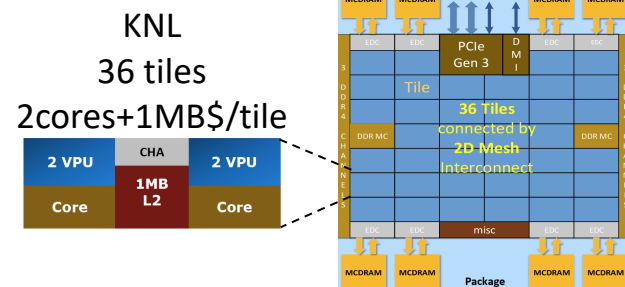 KNL
36 tiles
2cores+1MB$/tile
2 VPU
CHA
2 VPU
Core
1MB
L2
Core
MCDRAM
MCDRAM
MCDRAM
MCDRAM
EDC
EDC
PCIe
Gen 3
D
M
I
EDC
EDC
3
D
D
R
4
C
H
A
N
N
E
L
S
Tile
36 Tiles
connected by
2D Mesh
Interconnect
DDR MC
DDR MC
EDC
EDC
misc
EDC
EDC
MCDRAM
MCDRAM
Package
MCDRAM
MCDRAM